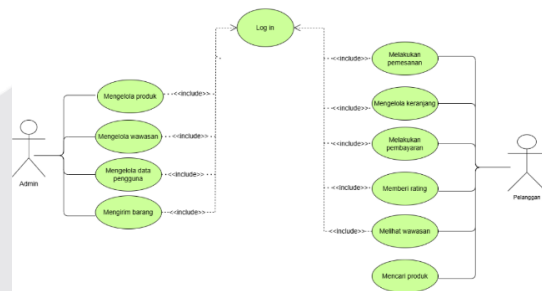 Log in
Melakukan
pemesanan
<<include>>
Mengelola produk
<<include>>
Mengelola keranjang
<<include>>
Mengelola wawasan
<<include>>
Melakukan
pembayaran
<<include>>
Admin
Mengelola data
pengguna
<<include>>
Memberi rating
<<include>>
Pelanggan
Mengirim barang
<<include>>
Melihat wawasan
<<include>>
Mencari produk